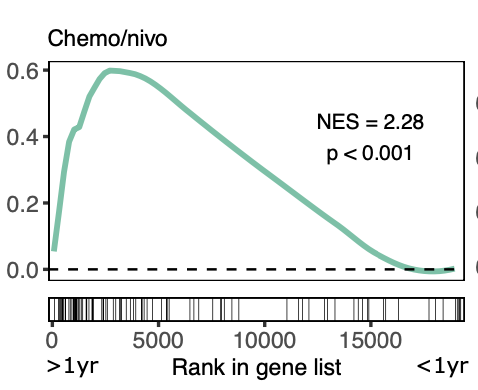 Chemo/nivo
0.6
0.4
0.2
0.0
NES = 2.28
p < 0.001
0 5000 10000 15000
>1yr Rank in gene list <1yr